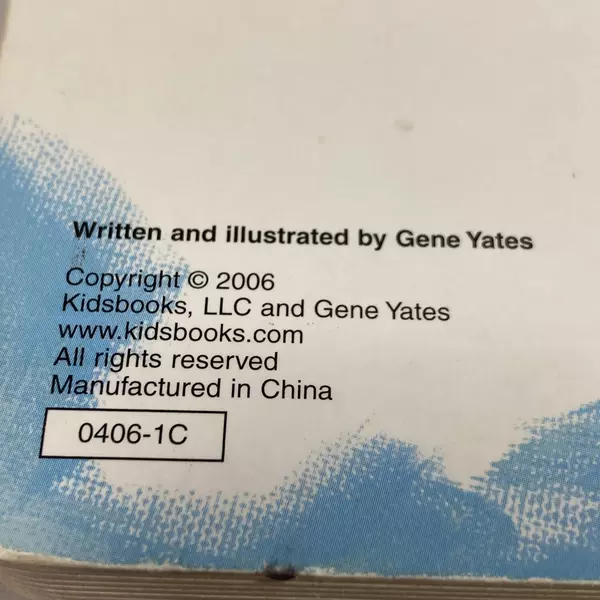 Written and illustrated by Gene Yates
Copyright © 2006
Kidsbooks, LLC and Gene Yates
www.kidsbooks.com
All rights reserved
Manufactured in China
0406-1C